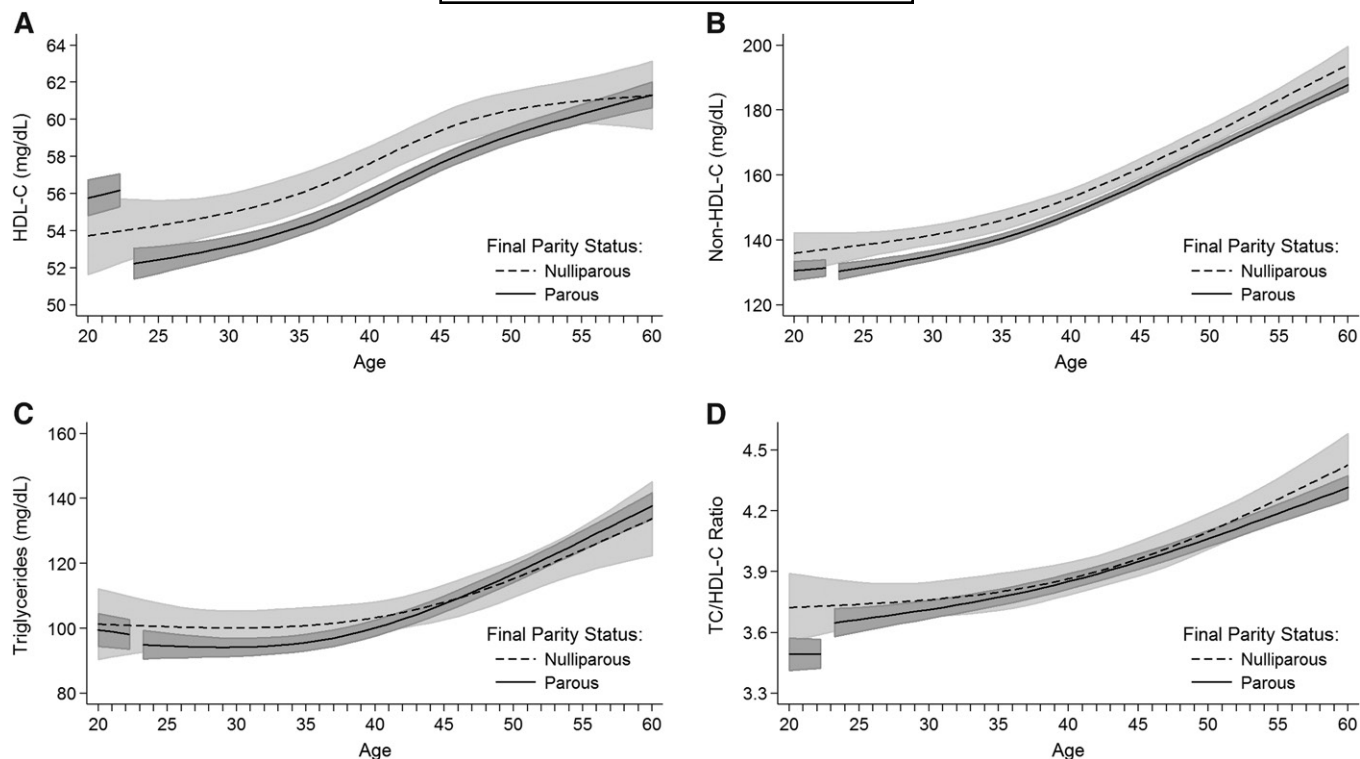 A
HDL-C (mg/dL)
64
62
60
58
56
54
52
50
20 25 30 35 40 45 50 55 60
Age
Final Parity Status:
Nulliparous
Parous
B
Non-HDL-C (mg/dL)
200
180
160
140
120
20 25 30 35 40 45 50 55 60
Age
Final Parity Status:
Nulliparous
Parous
C
Triglycerides (mg/dL)
160
140
120
100
80
20 25 30 35 40 45 50 55 60
Age
Final Parity Status:
Nulliparous
Parous
D
TC/HDL-C Ratio
4.5
4.2
3.9
3.6
3.3
20 25 30 35 40 45 50 55 60
Age
Final Parity Status:
Nulliparous
Parous